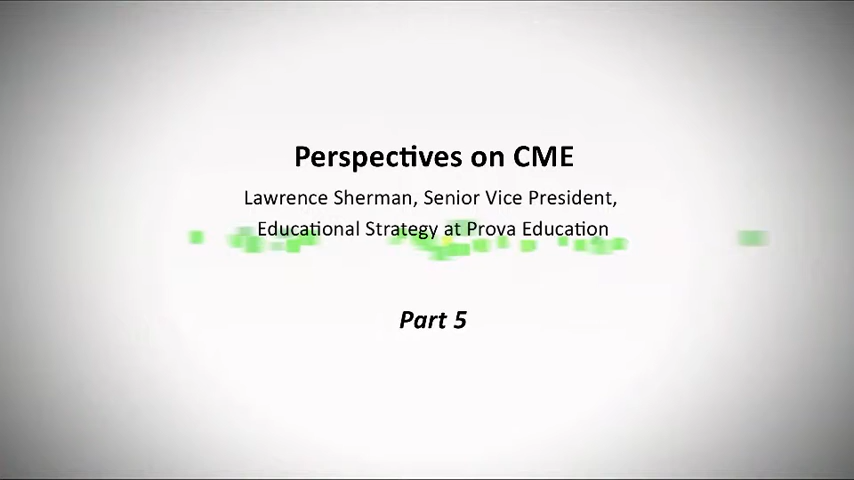 Perspectives on CME
Lawrence Sherman, Senior Vice President,
Educational Strategy at Prova Education
Part 5